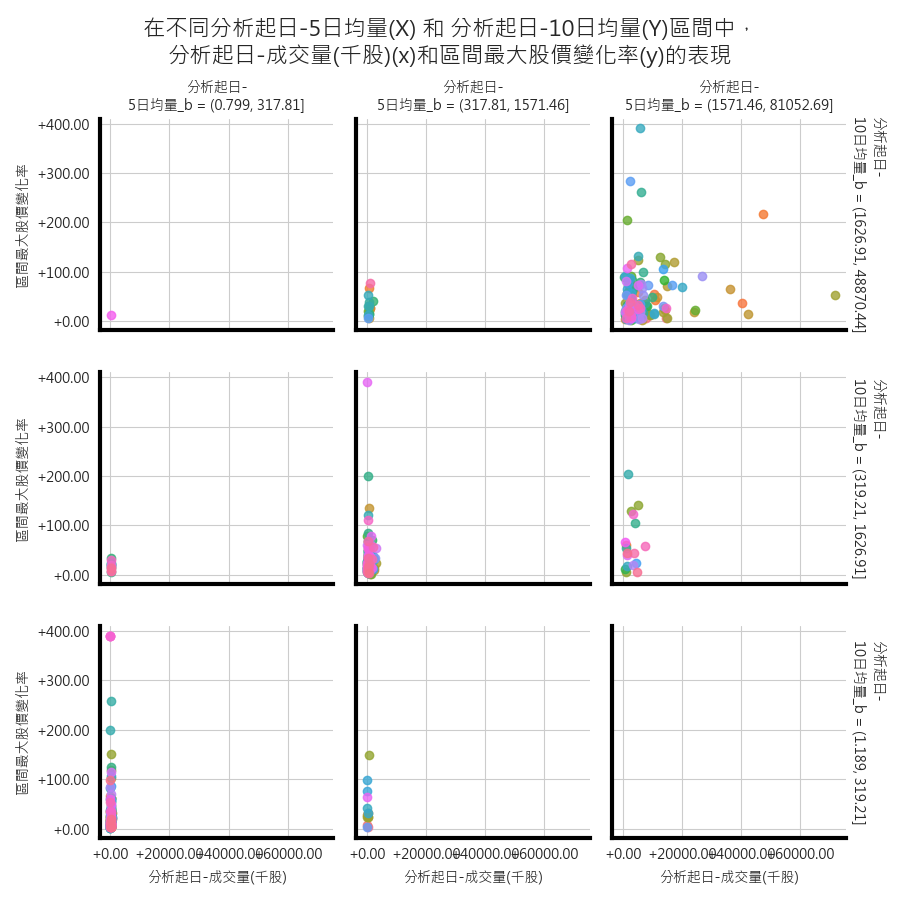 在不同分析起日-5日均量(X) 和 分析起日-10日均量(Y)區間中，
分析起日-成交量(千股)(x)和區間最大股價變化率(y)的表現
分析起日-
5日均量_b = (0.799, 317.81]
分析起日-
5日均量_b = (317.81, 1571.46]
分析起日-
5日均量_b = (1571.46, 81052.69]
區間最大股價變化率
+400.00
+300.00
+200.00
+100.00
+0.00
分析起日-
10日均量_b = (1626.91, 48870.44]
區間最大股價變化率
+400.00
+300.00
+200.00
+100.00
+0.00
分析起日-
10日均量_b = (319.21, 1626.91]
區間最大股價變化率
+400.00
+300.00
+200.00
+100.00
+0.00
分析起日-
10日均量_b = (1.189, 319.21]
+0.00 +20000.00 +40000.00 +60000.00
+0.00 +20000.00 +40000.00 +60000.00
+0.00 +20000.00 +40000.00 +60000.00
分析起日-成交量(千股)
分析起日-成交量(千股)
分析起日-成交量(千股)